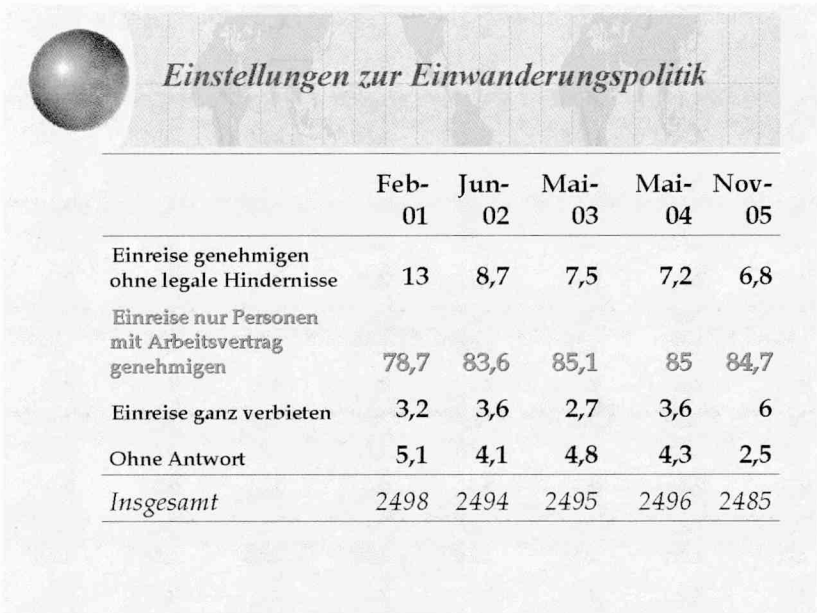 Einstellungen zur Einwanderungspolitik
Feb- Jun- Mai- Mai- Nov-
01 02 03 04 05
Einreise genehmigen
ohne legale Hindernisse 13 8,7 7,5 7,2 6,8
Einreise nur Personen
mit Arbeitsvertrag
genehmigen 78,7 83,6 85,1 85 84,7
Einreise ganz verbieten 3,2 3,6 2,7 3,6 6
Ohne Antwort 5,1 4,1 4,8 4,3 2,5
Insgesamt 2498 2494 2495 2496 2485